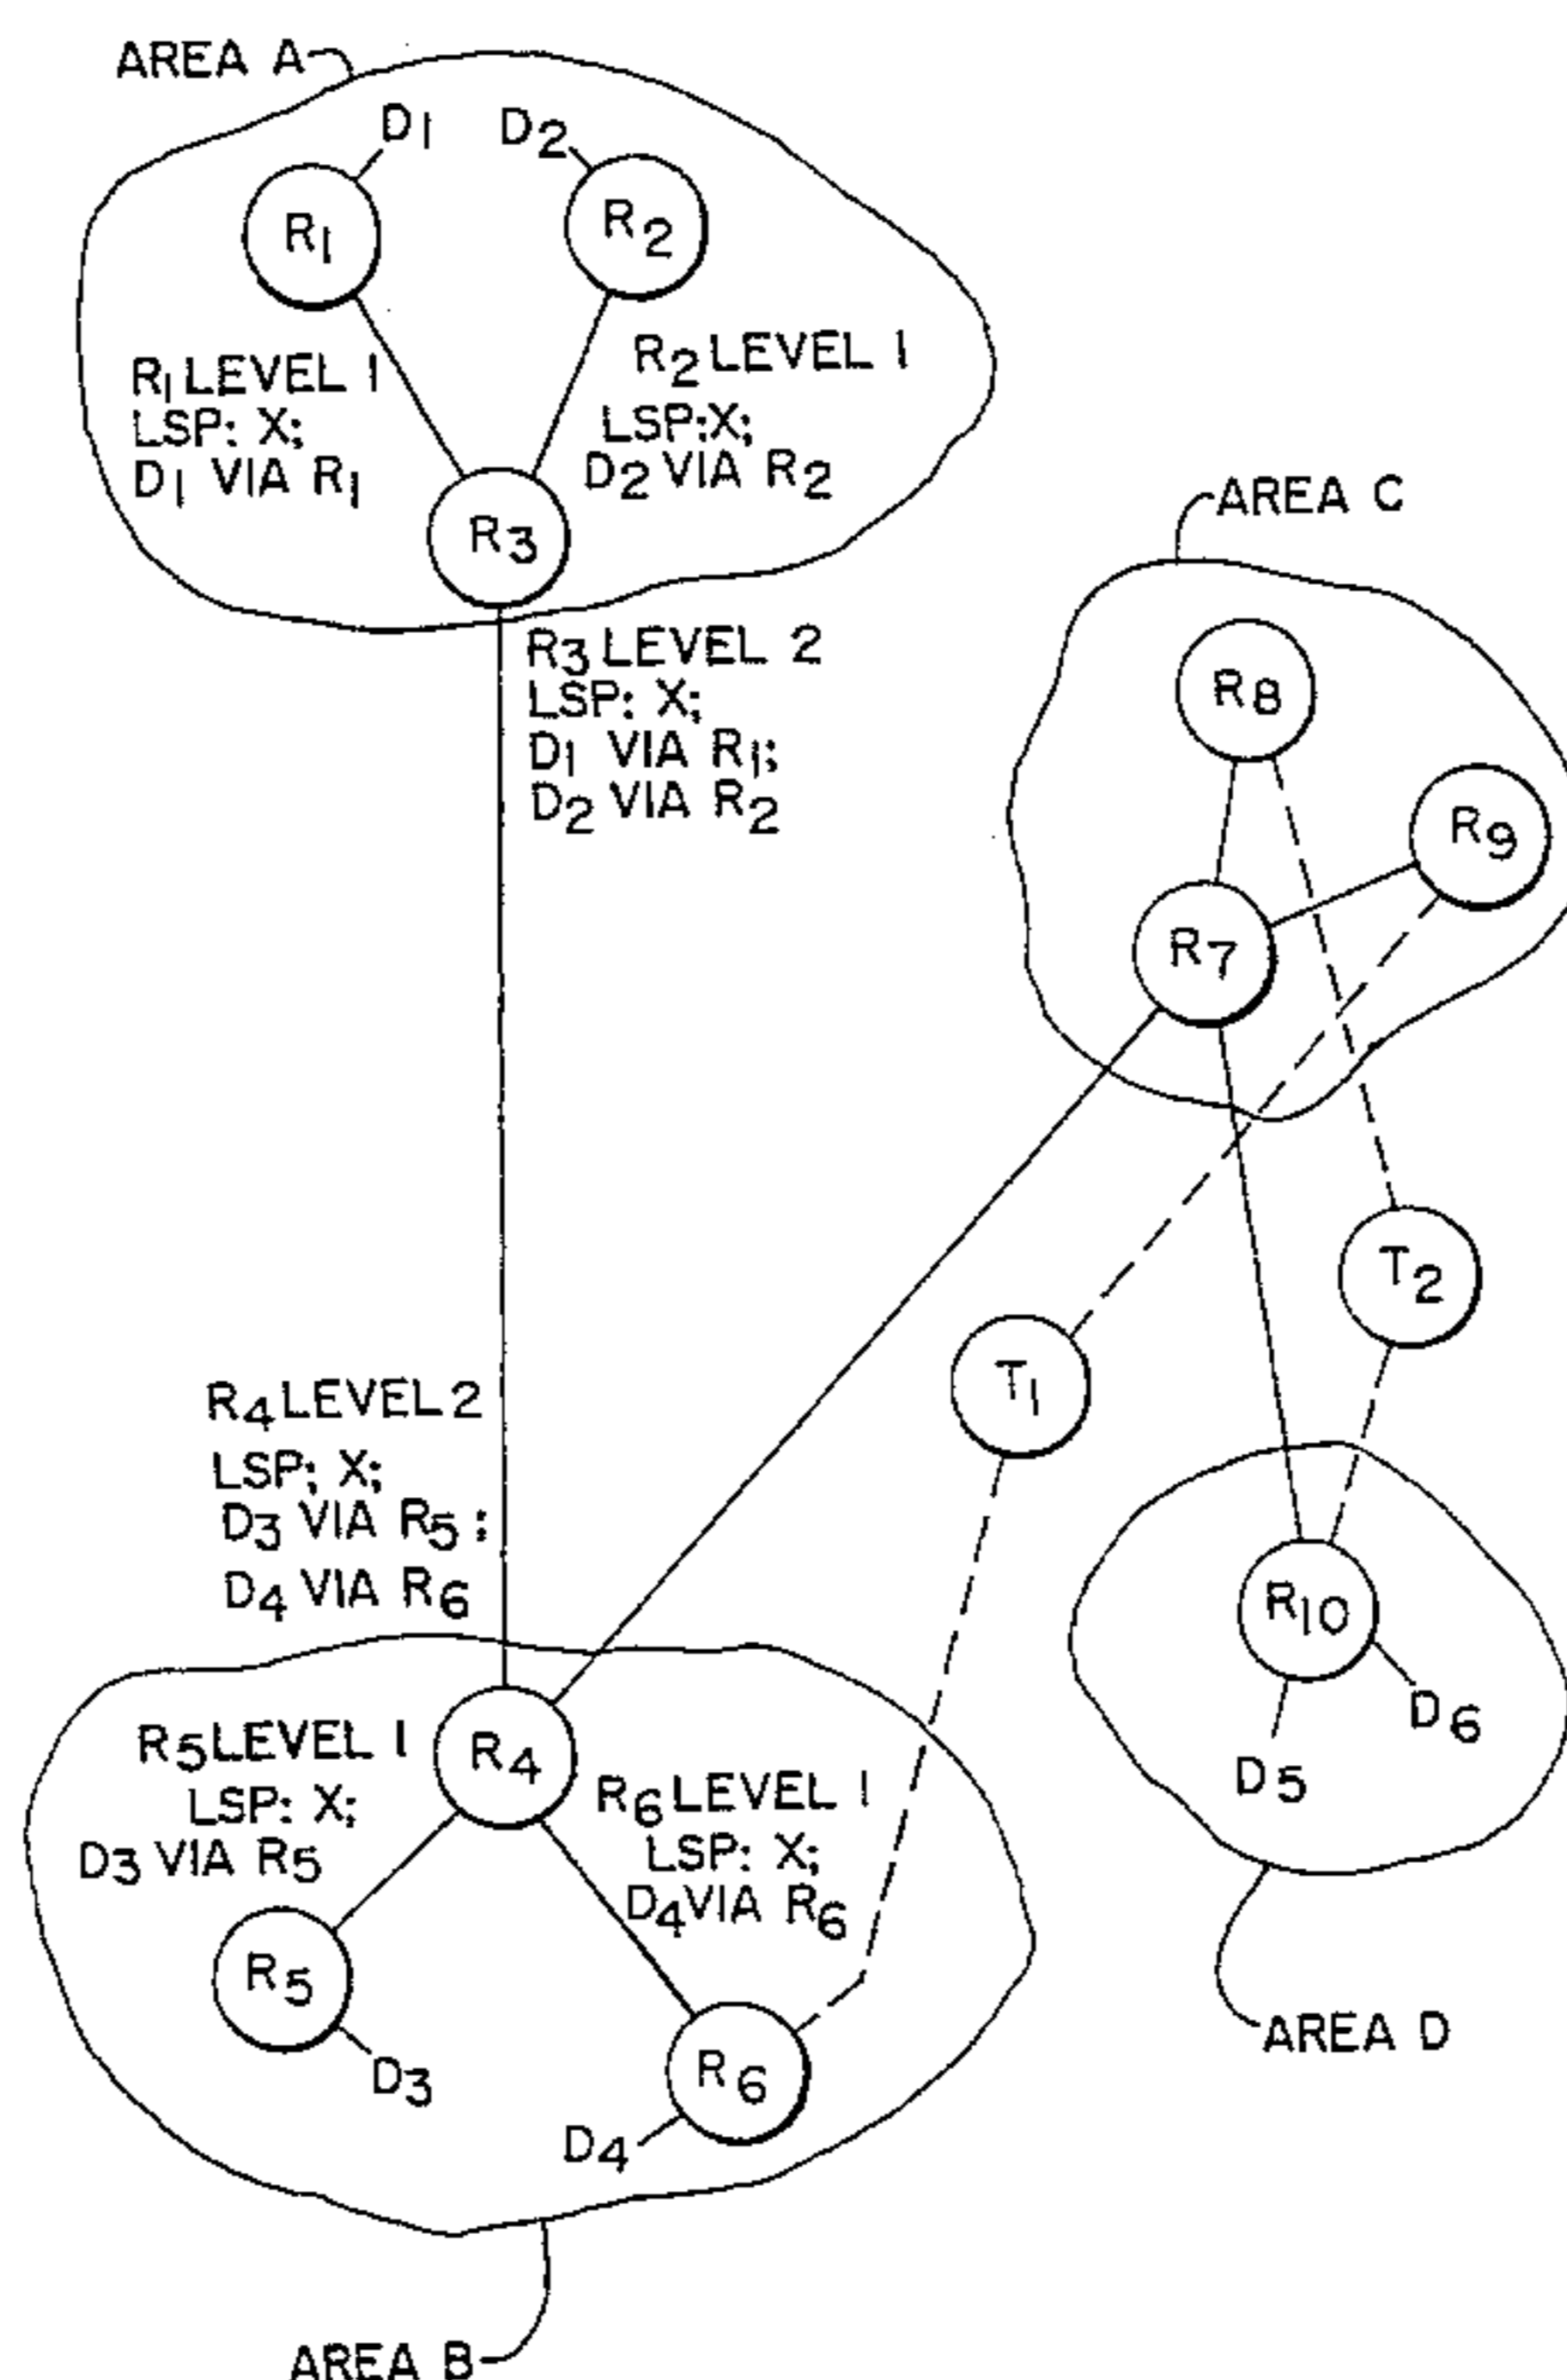 AREA A
D1
D2
R1
R2
R1 LEVEL 1
LSP: X;
D1 VIA R1
R2 LEVEL 1
LSP:X;
D2 VIA R2
R3
R3 LEVEL 2
LSP: X;
D1 VIA R1;
D2 VIA R2
AREA C
R8
R9
R7
T2
T1
R4 LEVEL 2
LSP; X;
D3 VIA R5:
D4 VIA R6
R10
D6
D5
AREA D
R4
R5 LEVEL 1
LSP: X;
D3 VIA R5
R6 LEVEL 1
LSP: X;
D4 VIA R6
R5
D3
R6
D4
AREA B